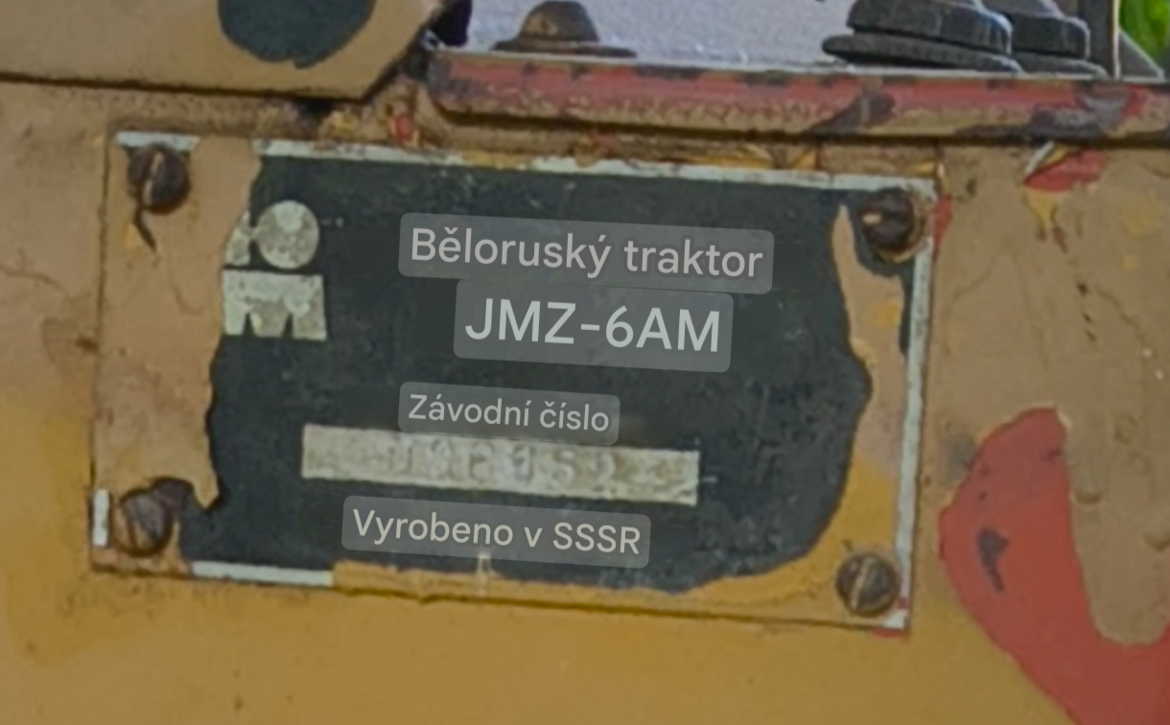 Běloruský traktor
JMZ-6AM
Závodní číslo
Vyrobeno v SSSR